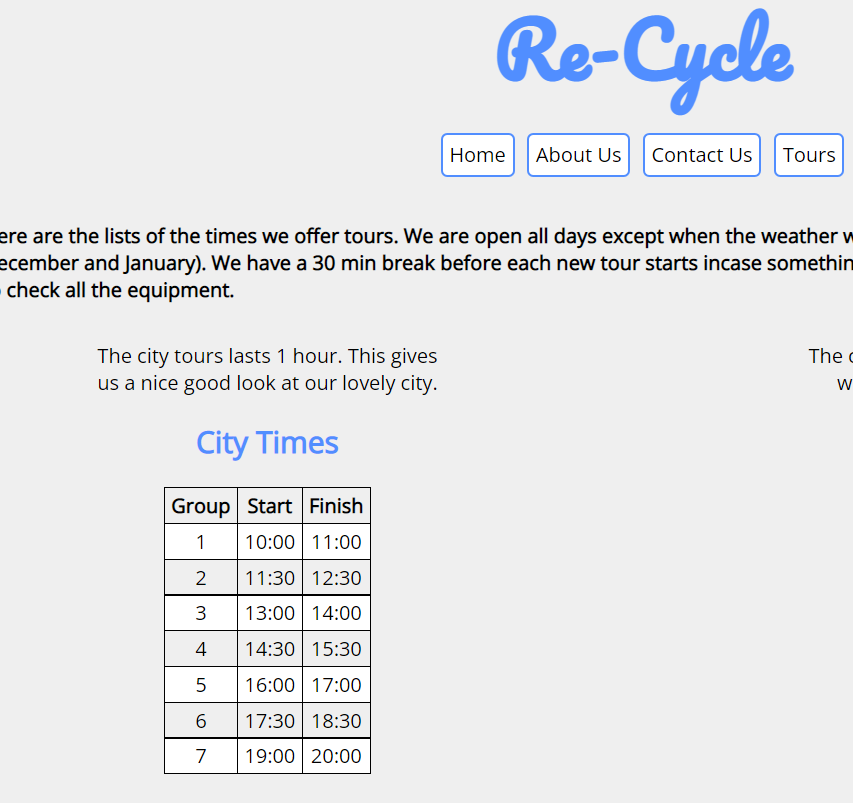 Re-Cycle
Home About Us Contact Us Tours
ere are the lists of the times we offer tours. We are open all days except when the weather w
ecember and January). We have a 30 min break before each new tour starts incase somethin
check all the equipment.
The city tours lasts 1 hour. This gives
us a nice good look at our lovely city.
The
w
City Times
Group Start Finish
1 10:00 11:00
2 11:30 12:30
3 13:00 14:00
4 14:30 15:30
5 16:00 17:00
6 17:30 18:30
7 19:00 20:00